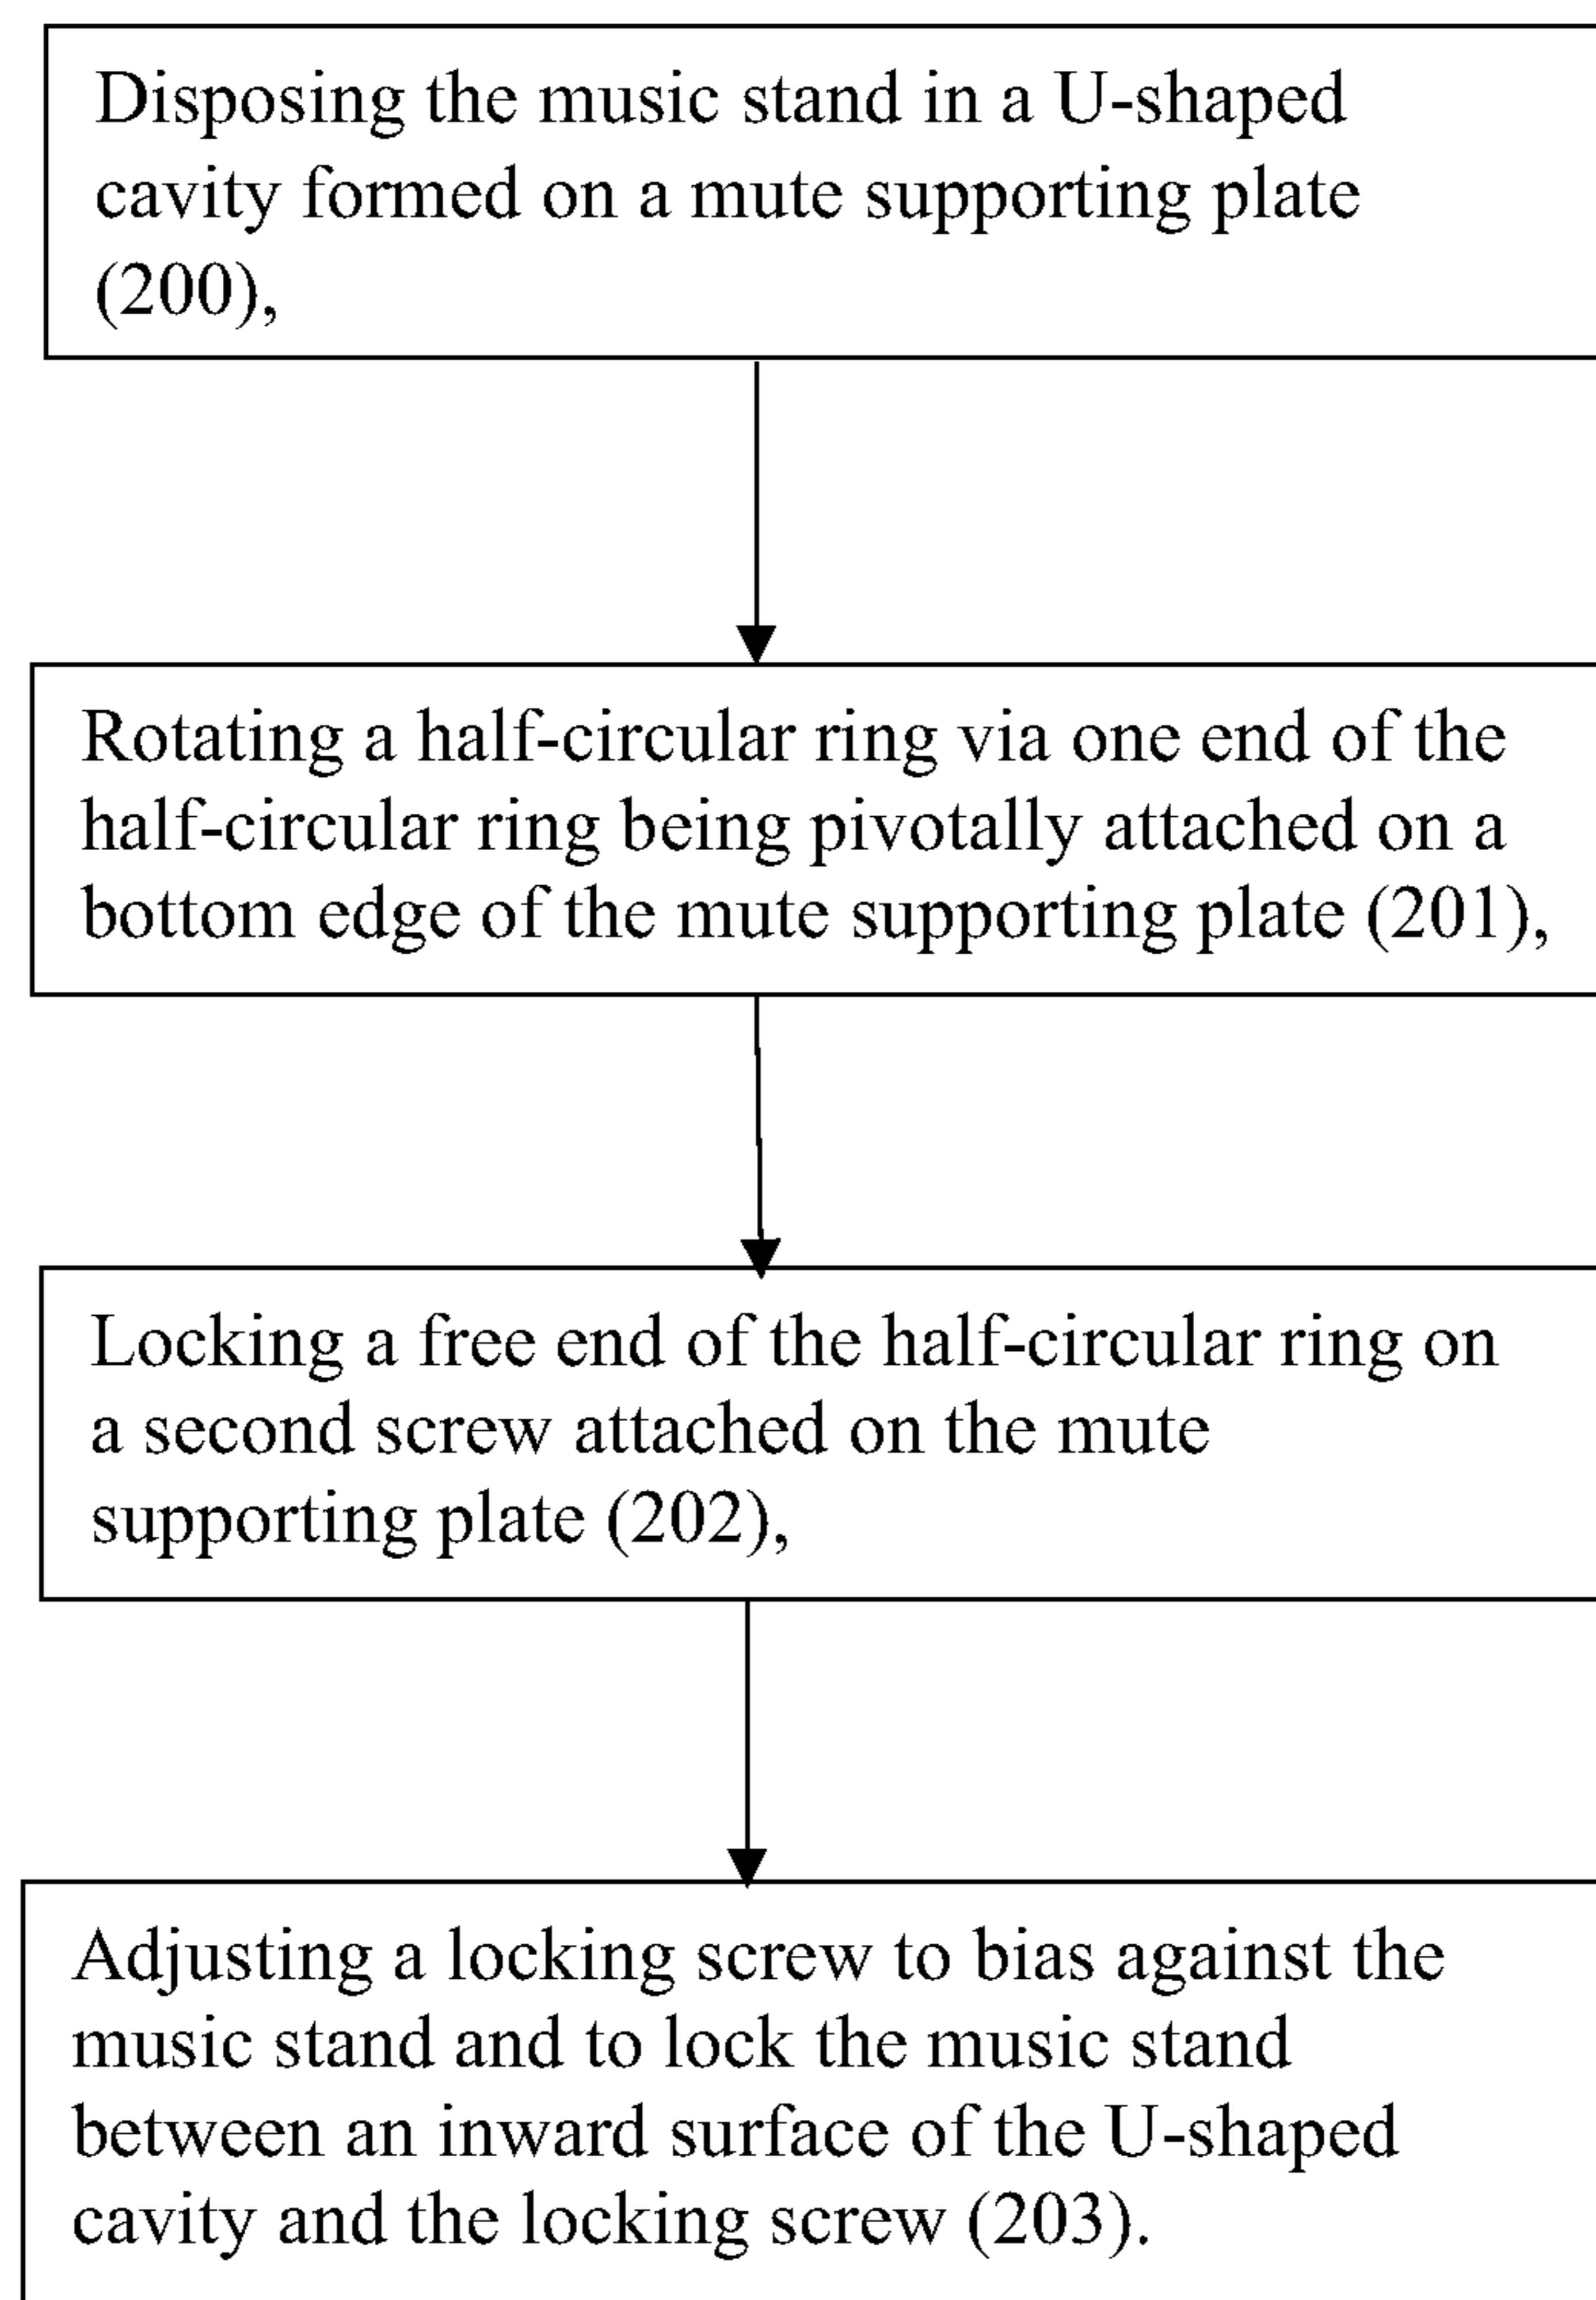 Disposing the music stand in a U-shaped
cavity formed on a mute supporting plate
(200),
Rotating a half-circular ring via one end of the
half-circular ring being pivotally attached on a
bottom edge of the mute supporting plate (201),
Locking a free end of the half-circular ring on
a second screw attached on the mute
supporting plate (202),
Adjusting a locking screw to bias against the
music stand and to lock the music stand
between an inward surface of the U-shaped
cavity and the locking screw (203).